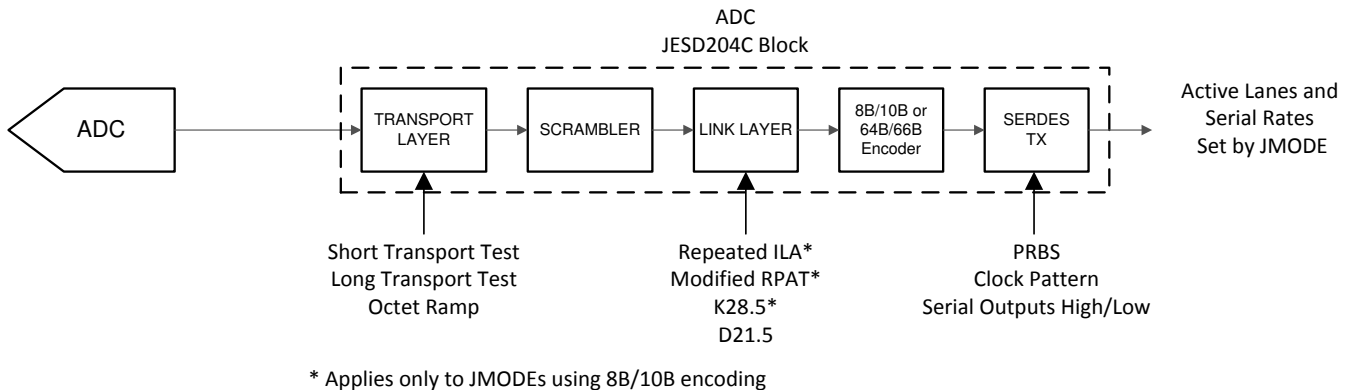 ADC
JESD204C Block
ADC
TRANSPORT
LAYER
SCRAMBLER
LINK LAYER
8B/10B or
64B/66B
Encoder
SERDES
TX
Active Lanes and
Serial Rates
Set by JMODE
Short Transport Test
Long Transport Test
Octet Ramp
Repeated ILA*
Modified RPAT*
K28.5*
D21.5
PRBS
Clock Pattern
Serial Outputs High/Low
* Applies only to JMODEs using 8B/10B encoding